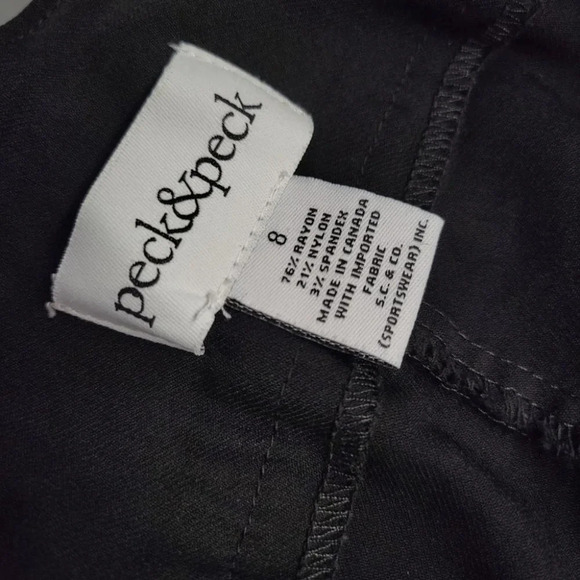 peck&peck
8
76% RAYON
21% NYLON
3% SPANDEX
MADE IN CANADA
WITH IMPORTED
FABRIC
S.C. & CO.
(SPORTSWEAR) INC.